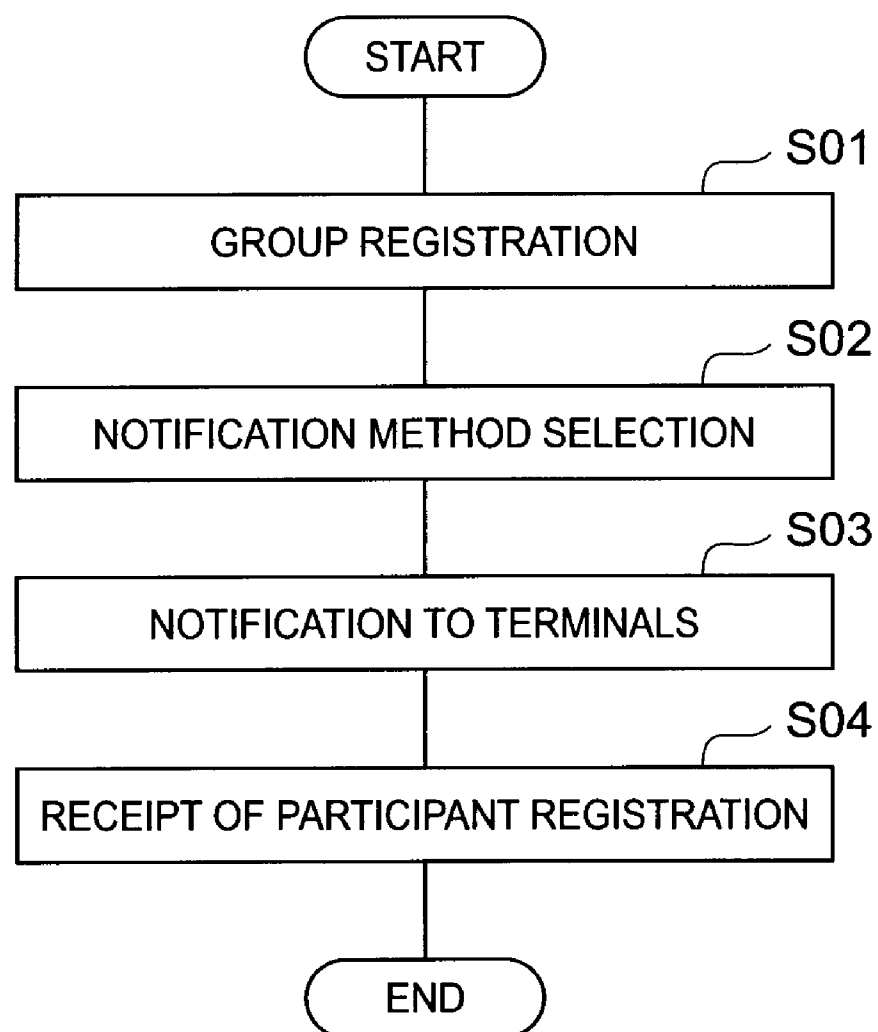 START
S01
GROUP REGISTRATION
S02
NOTIFICATION METHOD SELECTION
S03
NOTIFICATION TO TERMINALS
S04
RECEIPT OF PARTICIPANT REGISTRATION
END